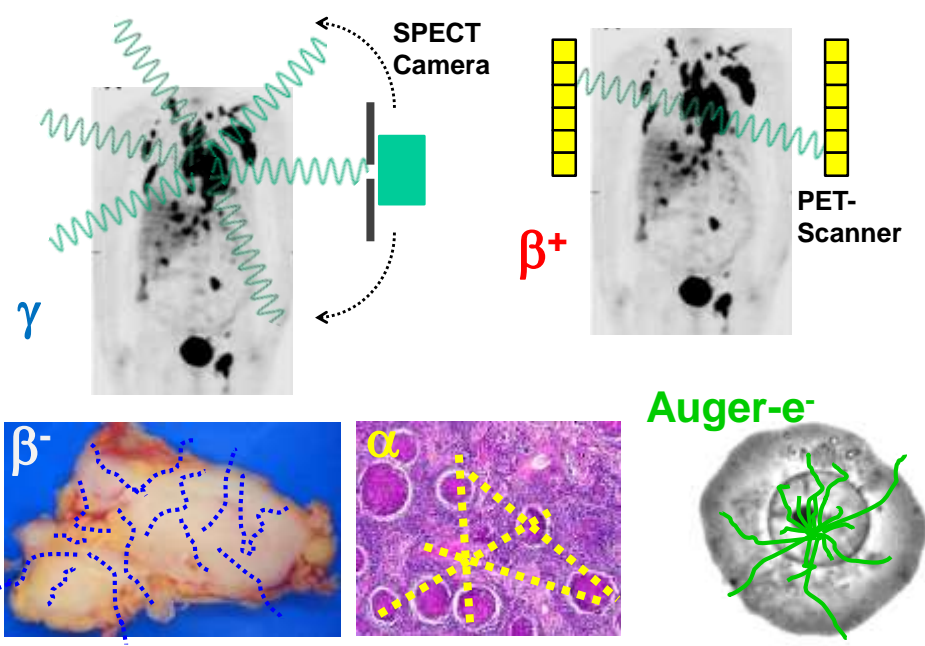 SPECT
Camera
γ
β+
PET-
Scanner
β-
α
Auger-e-